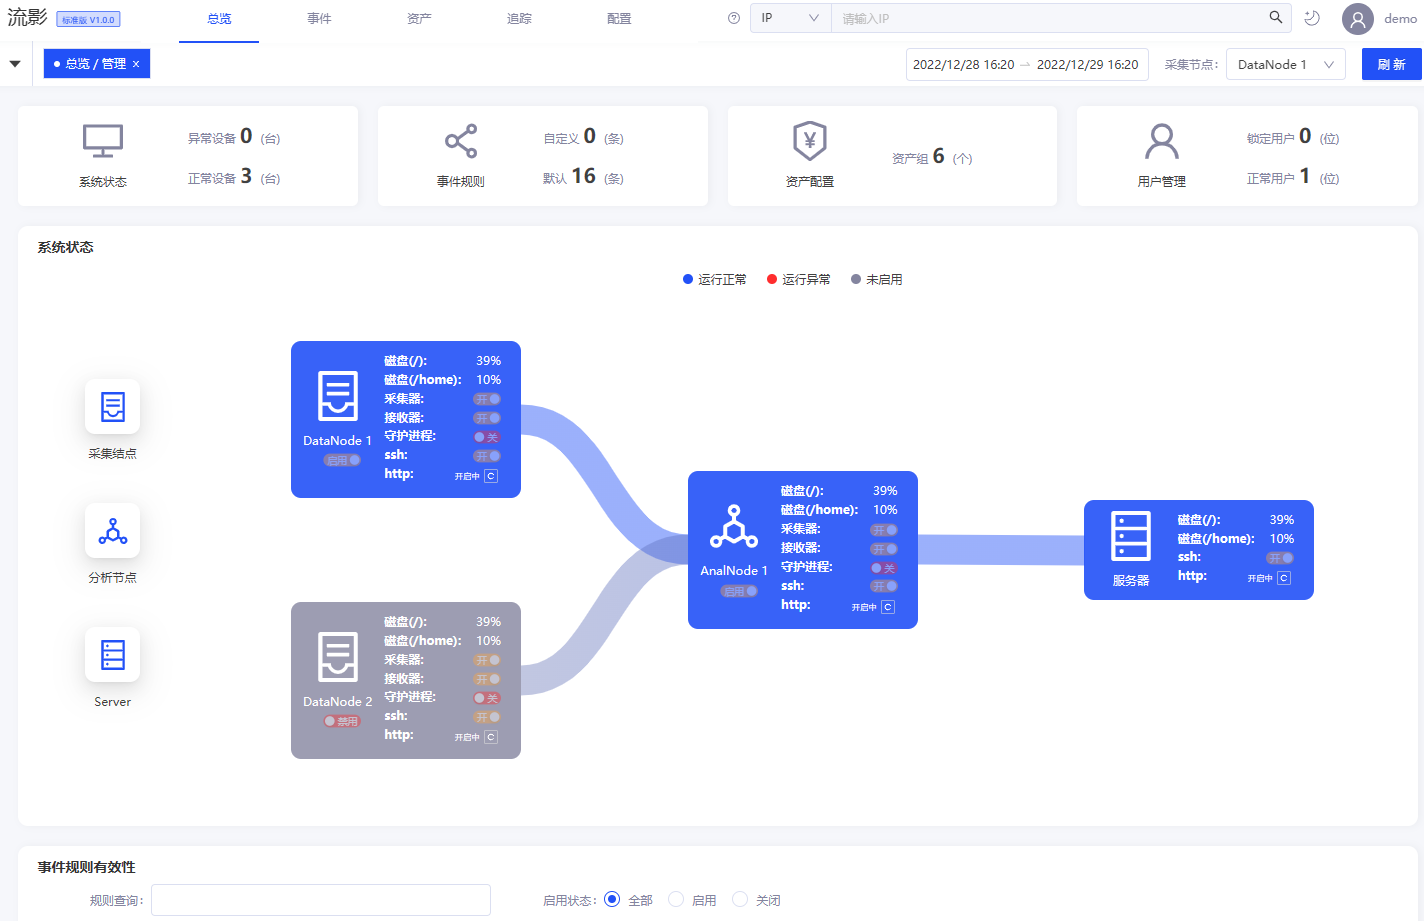 流影 标准版 V1.0.0 总览 事件 资产 追踪 配置 IP 请输入IP demo
总览 / 管理 x 2022/12/28 16:20 → 2022/12/29 16:20 采集节点: DataNode 1 刷 新
系统状态
异常设备 0 (台)
正常设备 3 (台)
事件规则
自定义 0 (条)
默认 16 (条)
资产配置
资产组 6 (个)
用户管理
锁定用户 0 (位)
正常用户 1 (位)
系统状态
运行正常 运行异常 未启用
采集结点
分析节点
Server
DataNode 1
启用
磁盘(/): 39%
磁盘(/home): 10%
采集器: 开
接收器: 开
守护进程: 关
ssh: 开
http: 开启中 C
DataNode 2
禁用
磁盘(/): 39%
磁盘(/home): 10%
采集器: 开
接收器: 开
守护进程: 关
ssh: 开
http: 开启中 C
AnalNode 1
启用
磁盘(/): 39%
磁盘(/home): 10%
采集器: 开
接收器: 开
守护进程: 关
ssh: 开
http: 开启中 C
服务器
磁盘(/): 39%
磁盘(/home): 10%
ssh: 开
http: 开启中 C
事件规则有效性
规则查询: 启用状态: 全部 启用 关闭